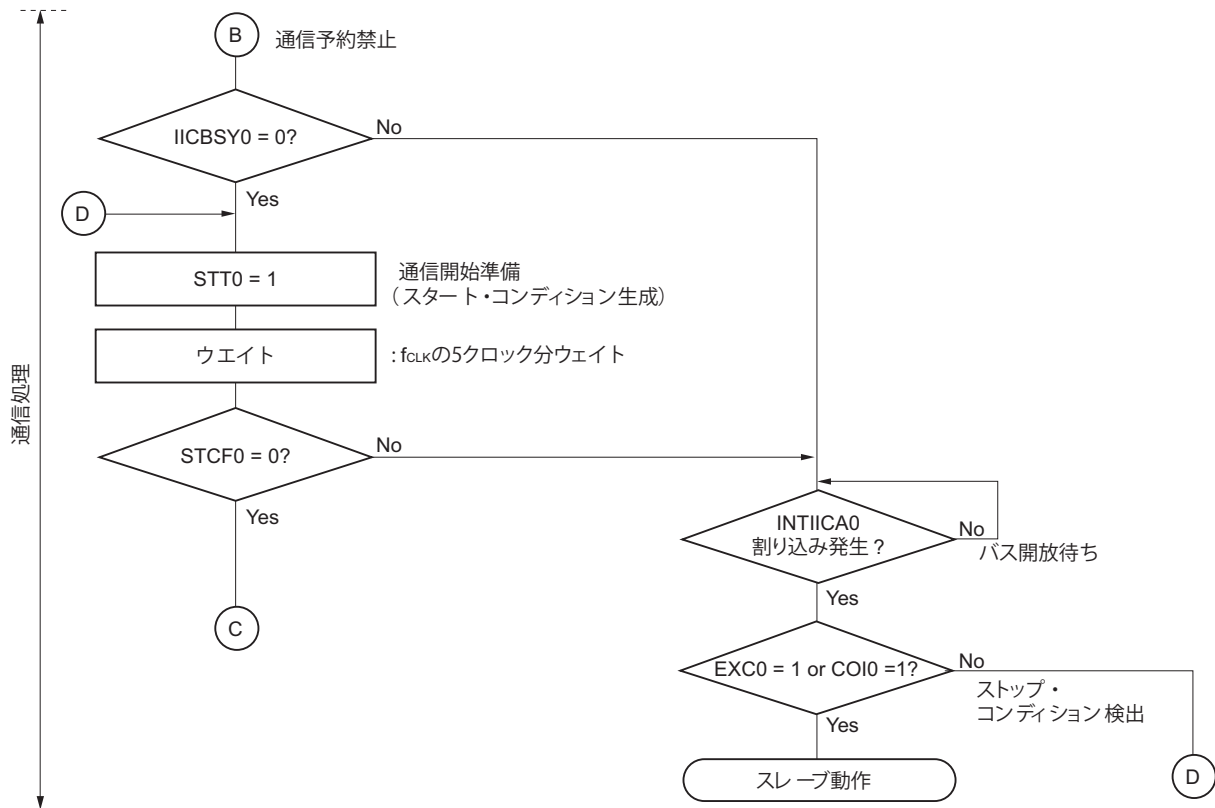 B
通信予約禁止
IICBSY0 = 0?
No
Yes
D
STT0 = 1
通信開始準備
(スタート・コンディション生成)
ウエイト
: fCLKの5クロック分ウェイト
STCF0 = 0?
No
Yes
C
INTIICA0
割り込み発生？
No
バス開放待ち
Yes
EXC0 = 1 or COI0 =1?
No
ストップ・
コンディション検出
Yes
スレーブ動作
D
通信処理